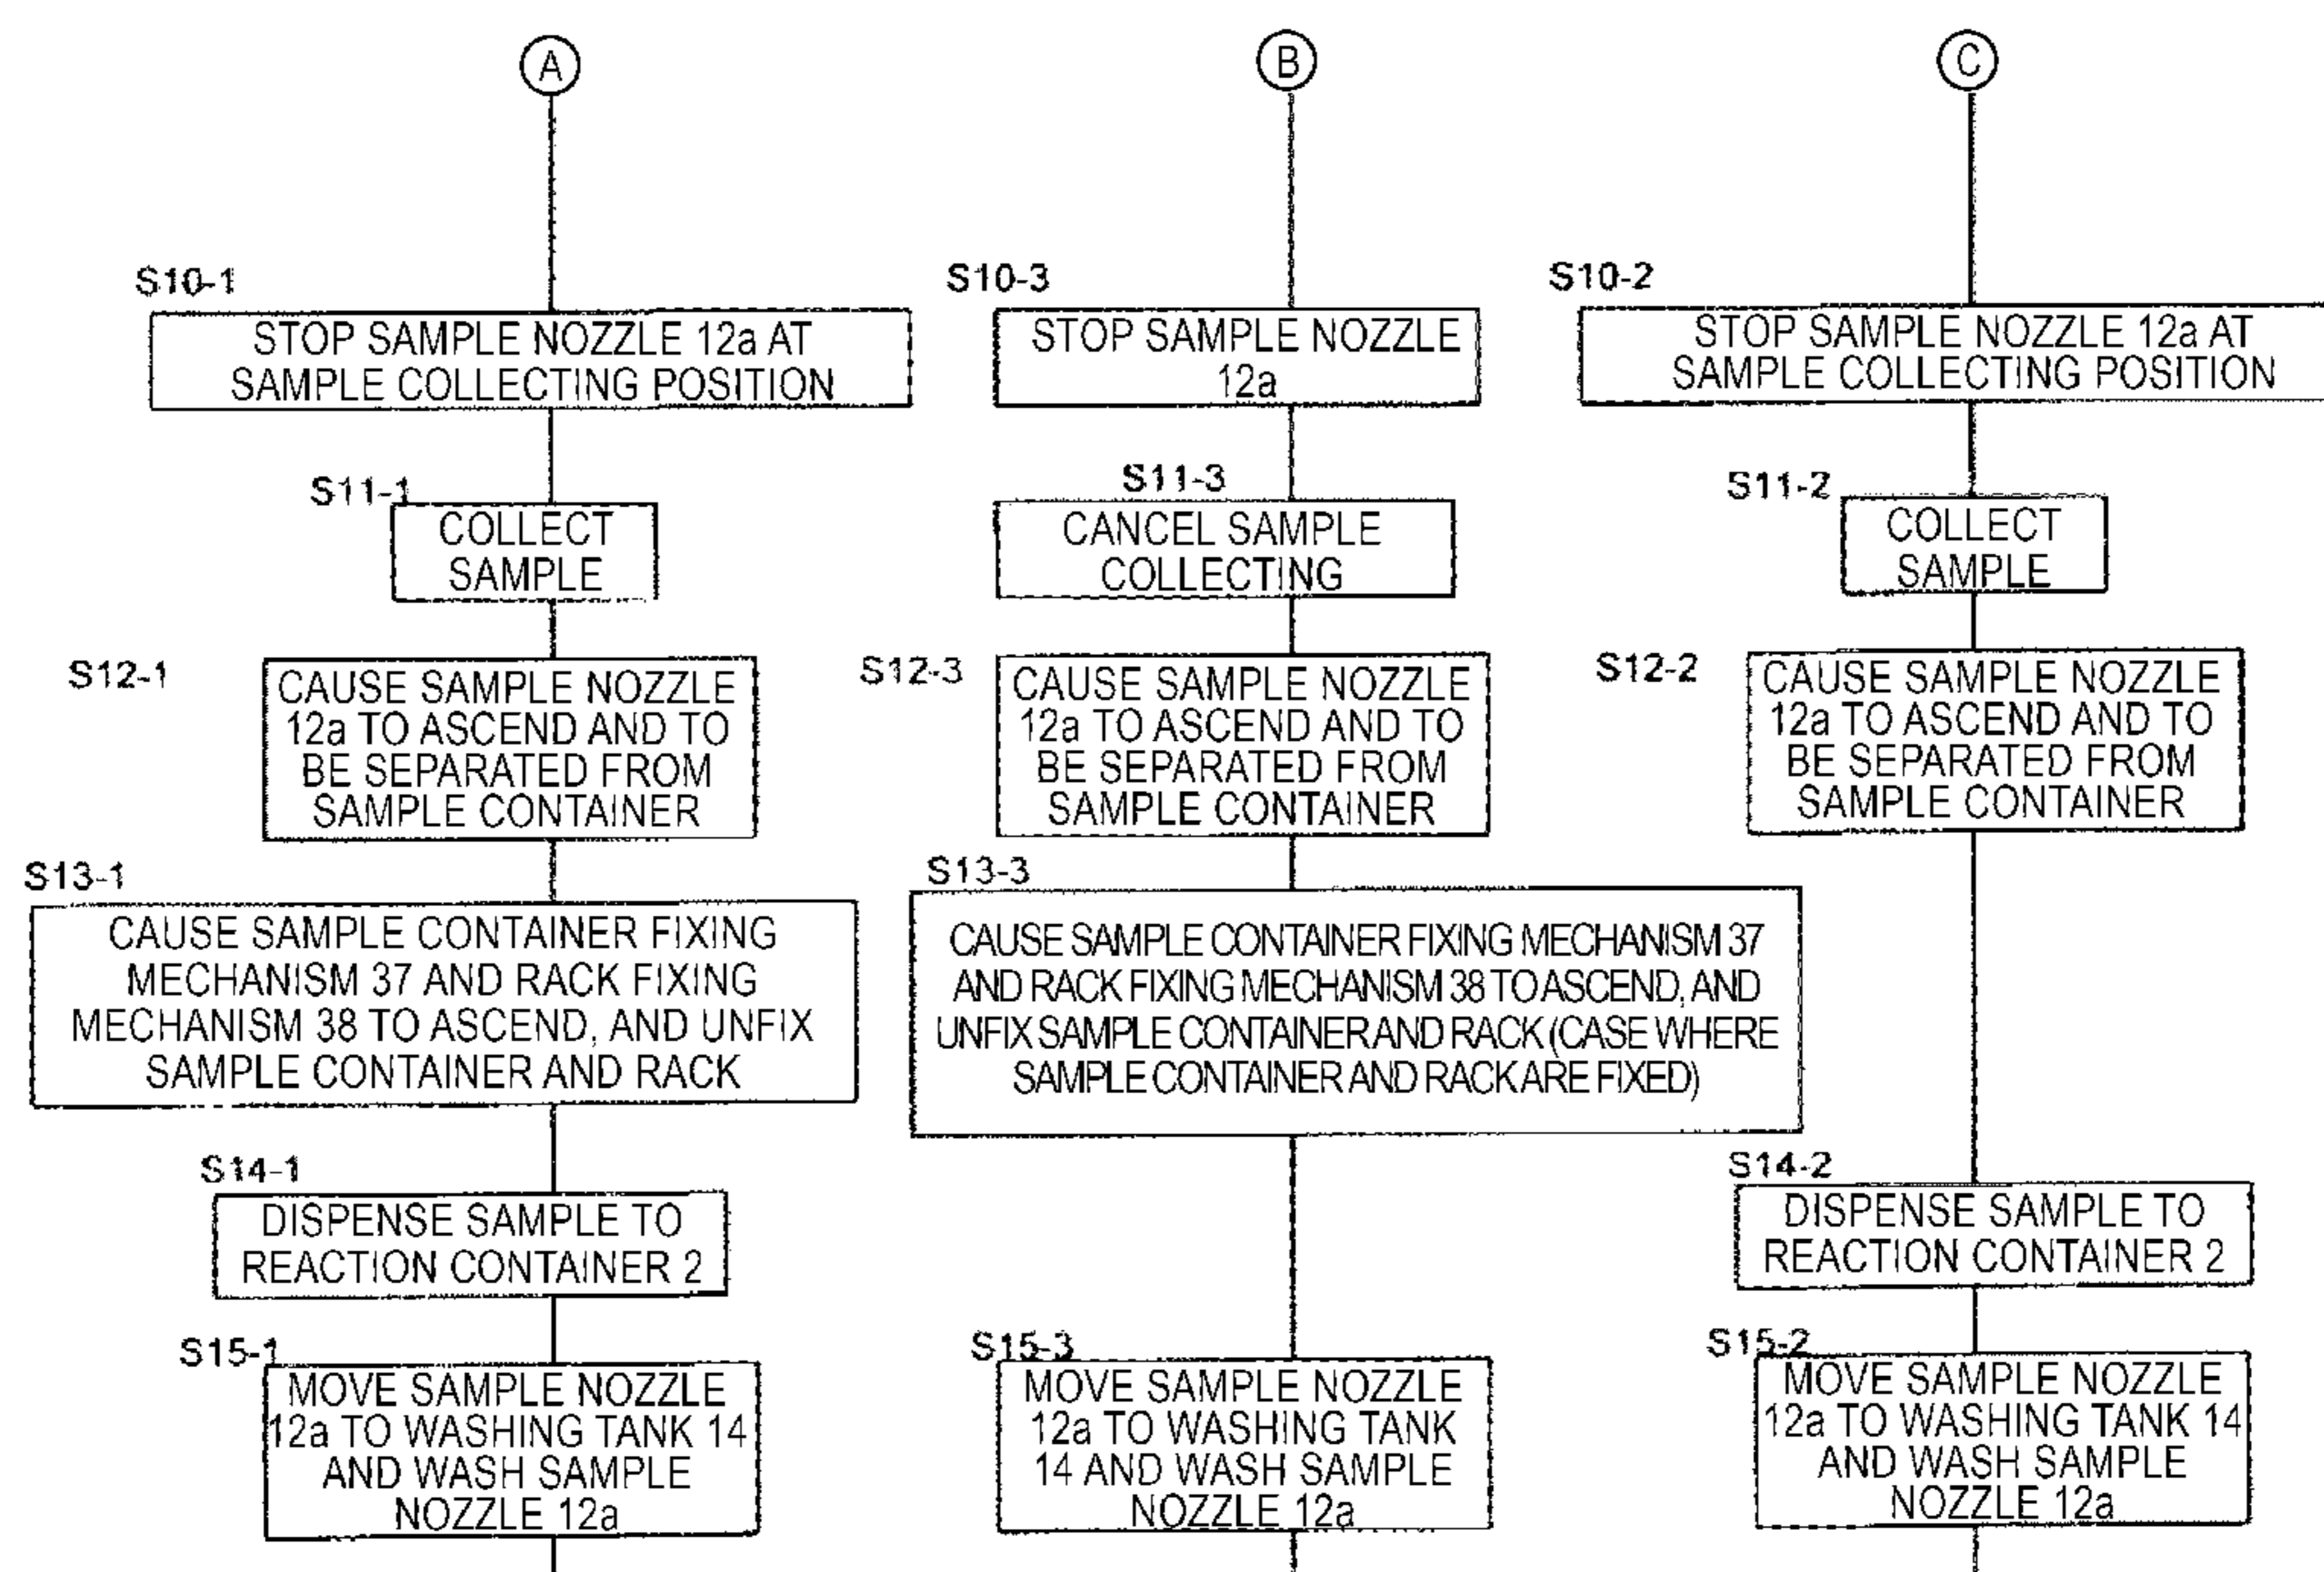 A
B
C
S10-1
STOP SAMPLE NOZZLE 12a AT
SAMPLE COLLECTING POSITION
S10-3
STOP SAMPLE NOZZLE
12a
S10-2
STOP SAMPLE NOZZLE 12a AT
SAMPLE COLLECTING POSITION
S11-1
COLLECT
SAMPLE
S11-3
CANCEL SAMPLE
COLLECTING
S11-2
COLLECT
SAMPLE
S12-1
CAUSE SAMPLE NOZZLE
12a TO ASCEND AND TO
BE SEPARATED FROM
SAMPLE CONTAINER
S12-3
CAUSE SAMPLE NOZZLE
12a TO ASCEND AND TO
BE SEPARATED FROM
SAMPLE CONTAINER
S12-2
CAUSE SAMPLE NOZZLE
12a TO ASCEND AND TO
BE SEPARATED FROM
SAMPLE CONTAINER
S13-1
CAUSE SAMPLE CONTAINER FIXING
MECHANISM 37 AND RACK FIXING
MECHANISM 38 TO ASCEND, AND UNFIX
SAMPLE CONTAINER AND RACK
S13-3
CAUSE SAMPLE CONTAINER FIXING MECHANISM 37
AND RACK FIXING MECHANISM 38 TO ASCEND, AND
UNFIX SAMPLE CONTAINER AND RACK (CASE WHERE
SAMPLE CONTAINER AND RACK ARE FIXED)
S14-1
DISPENSE SAMPLE TO
REACTION CONTAINER 2
S14-2
DISPENSE SAMPLE TO
REACTION CONTAINER 2
S15-1
MOVE SAMPLE NOZZLE
12a TO WASHING TANK 14
AND WASH SAMPLE
NOZZLE 12a
S15-3
MOVE SAMPLE NOZZLE
12a TO WASHING TANK
14 AND WASH SAMPLE
NOZZLE 12a
S15-2
MOVE SAMPLE NOZZLE
12a TO WASHING TANK 14
AND WASH SAMPLE
NOZZLE 12a